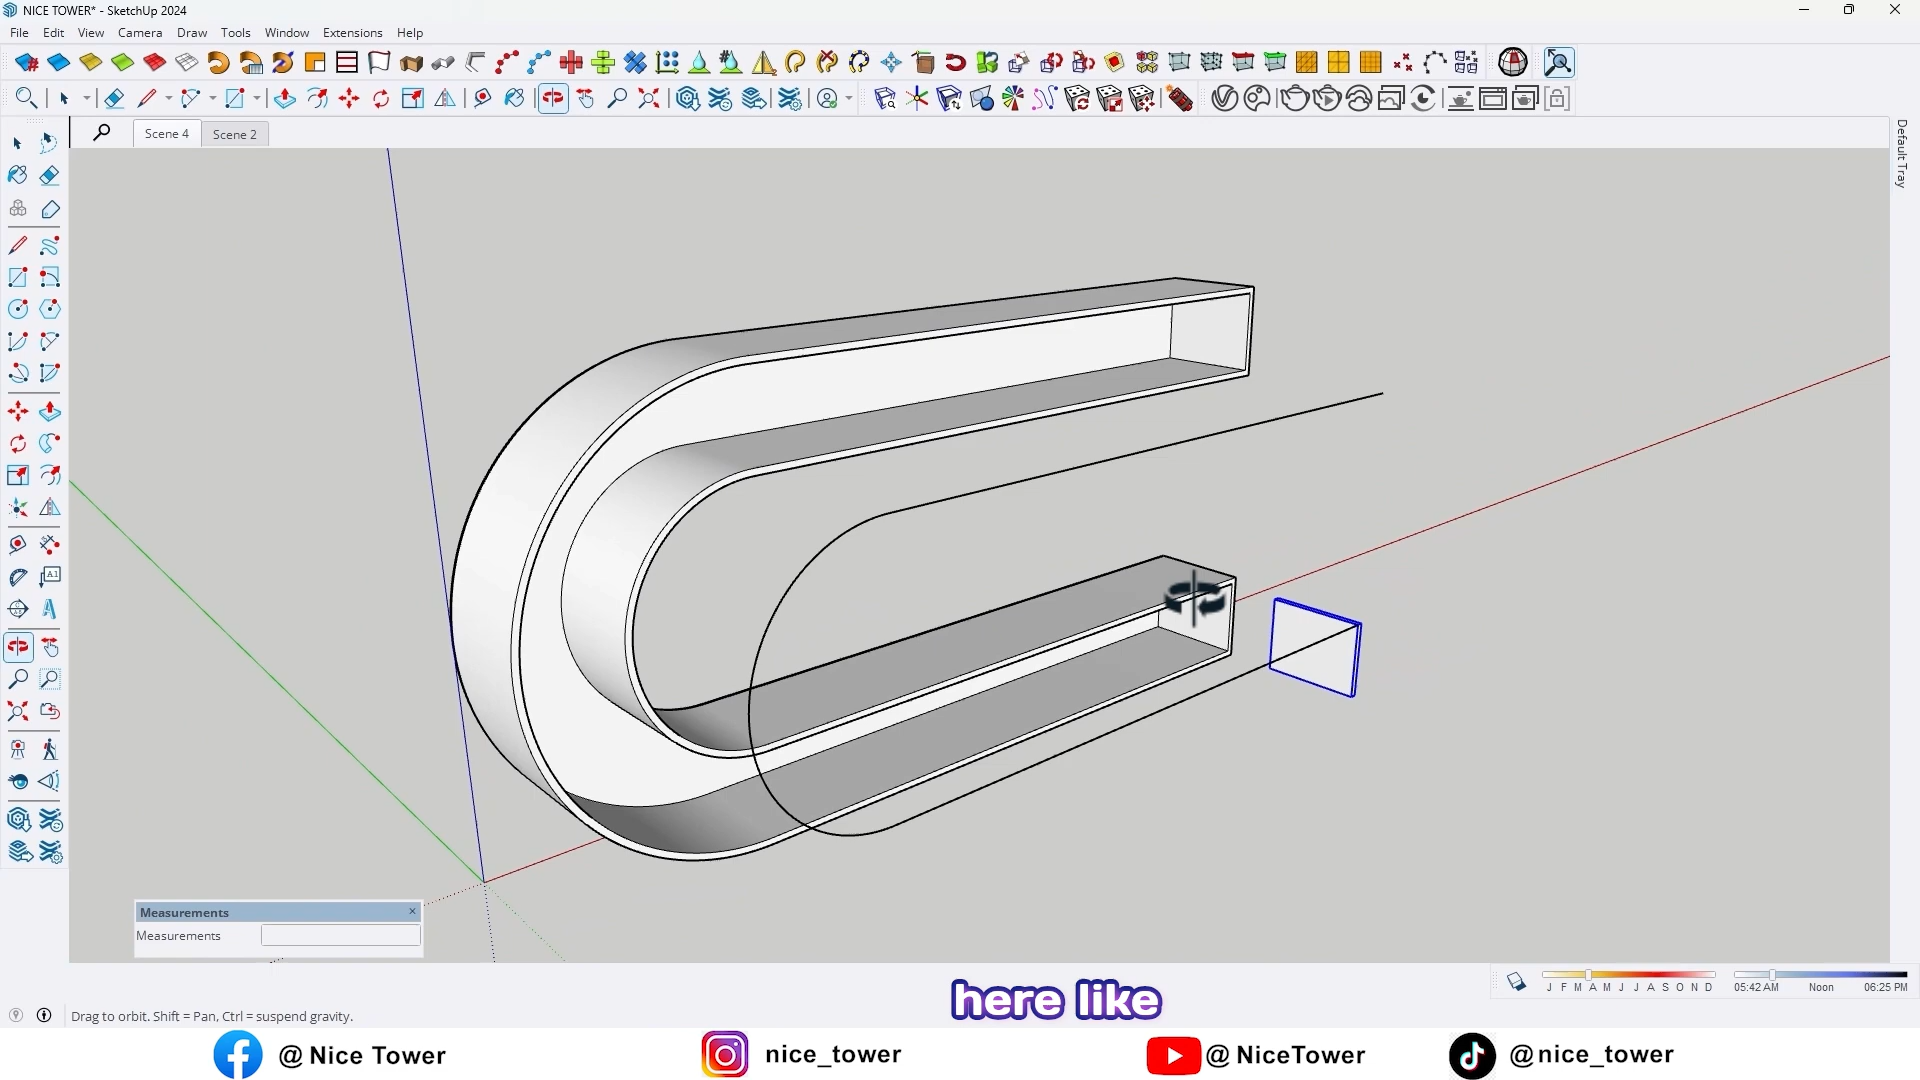 NICE TOWER* - SketchUp 2024
File Edit View Camera Draw Tools Window Extensions Help
Scene 4 Scene 2
Default Tray
A1
Measurements
Measurements
J F M A M J J A S O N D 05:42 AM Noon 06:25 PM
here like
Drag to orbit. Shift = Pan, Ctrl = suspend gravity.
@ Nice Tower nice_tower @ NiceTower @nice_tower